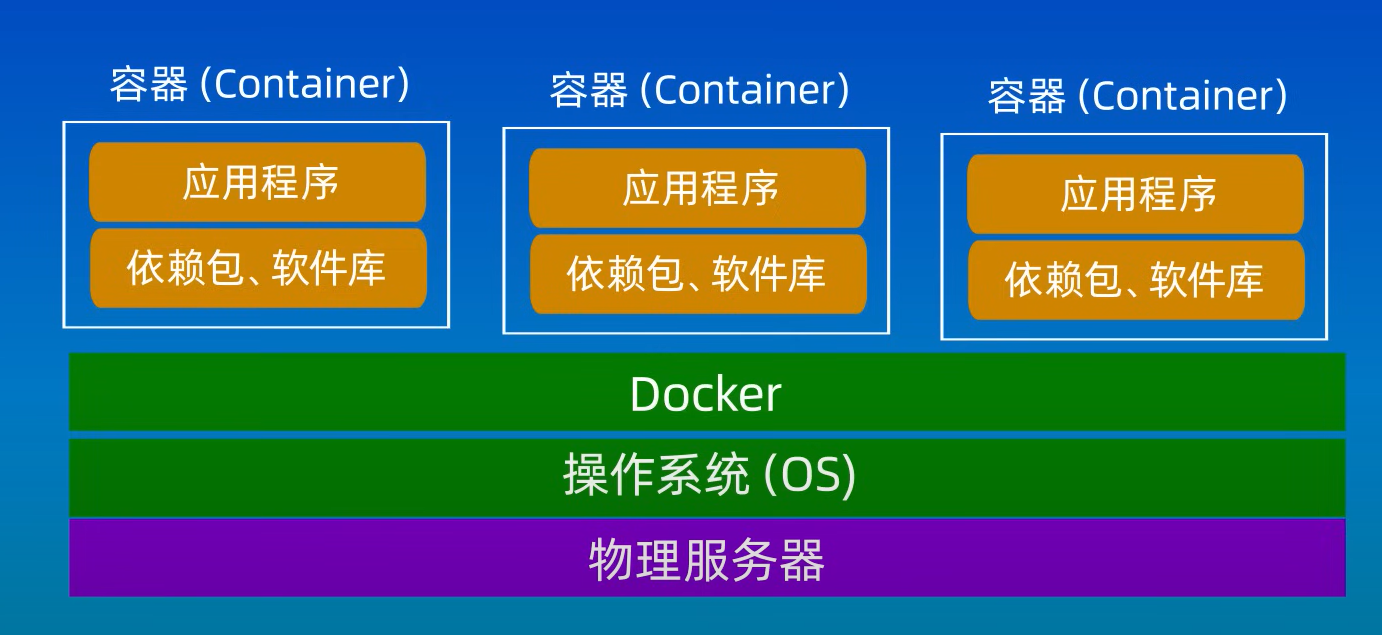 容器 (Container)
应用程序
依赖包、软件库
容器 (Container)
应用程序
依赖包、软件库
容器 (Container)
应用程序
依赖包、软件库
Docker
操作系统 (OS)
物理服务器